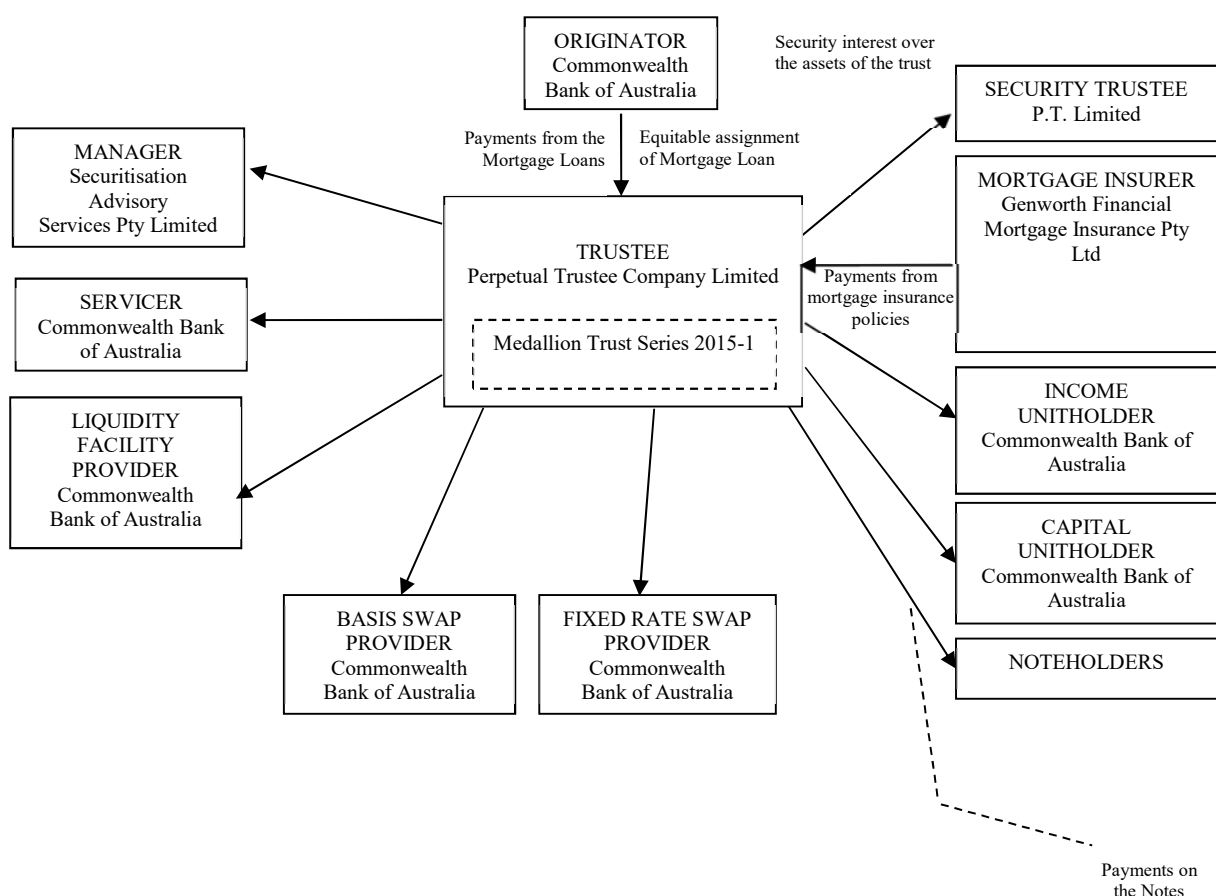 ORIGINATOR
Commonwealth
Bank of Australia
Security interest over
the assets of the trust
SECURITY TRUSTEE
P.T. Limited
Payments from the
Mortgage Loans
Equitable assignment
of Mortgage Loan
MANAGER
Securitisation
Advisory
Services Pty Limited
MORTGAGE INSURER
Genworth Financial
Mortgage Insurance Pty
Ltd
TRUSTEE
Perpetual Trustee Company Limited
Medallion Trust Series 2015-1
Payments from
mortgage insurance
policies
SERVICER
Commonwealth Bank
of Australia
LIQUIDITY
FACILITY
PROVIDER
Commonwealth
Bank of Australia
INCOME
UNITHOLDER
Commonwealth Bank of
Australia
CAPITAL
UNITHOLDER
Commonwealth Bank of
Australia
BASIS SWAP
PROVIDER
Commonwealth
Bank of Australia
FIXED RATE SWAP
PROVIDER
Commonwealth
Bank of Australia
NOTEHOLDERS
Payments on
the Notes